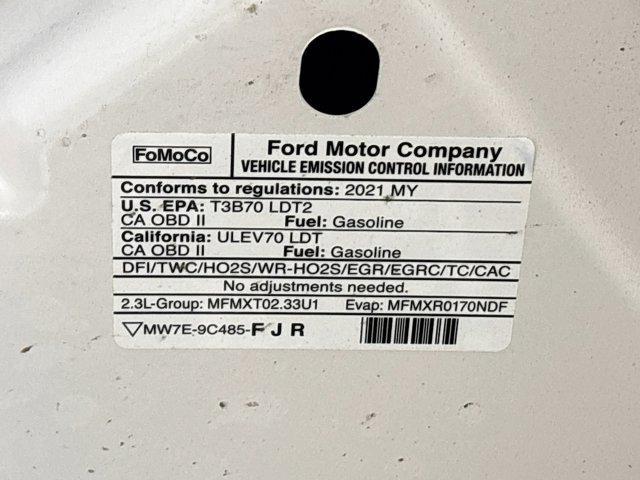 FoMoCo
Ford Motor Company
VEHICLE EMISSION CONTROL INFORMATION
Conforms to regulations: 2021 MY
U.S. EPA: T3B70 LDT2
CA OBD II Fuel: Gasoline
California: ULEV70 LDT
CA OBD II Fuel: Gasoline
DFI/TWC/HO2S/WR-HO2S/EGR/EGRC/TC/CAC
No adjustments needed.
2.3L-Group: MFMXT02.33U1 Evap: MFMXR0170NDF
MW7E-9C485-F J R